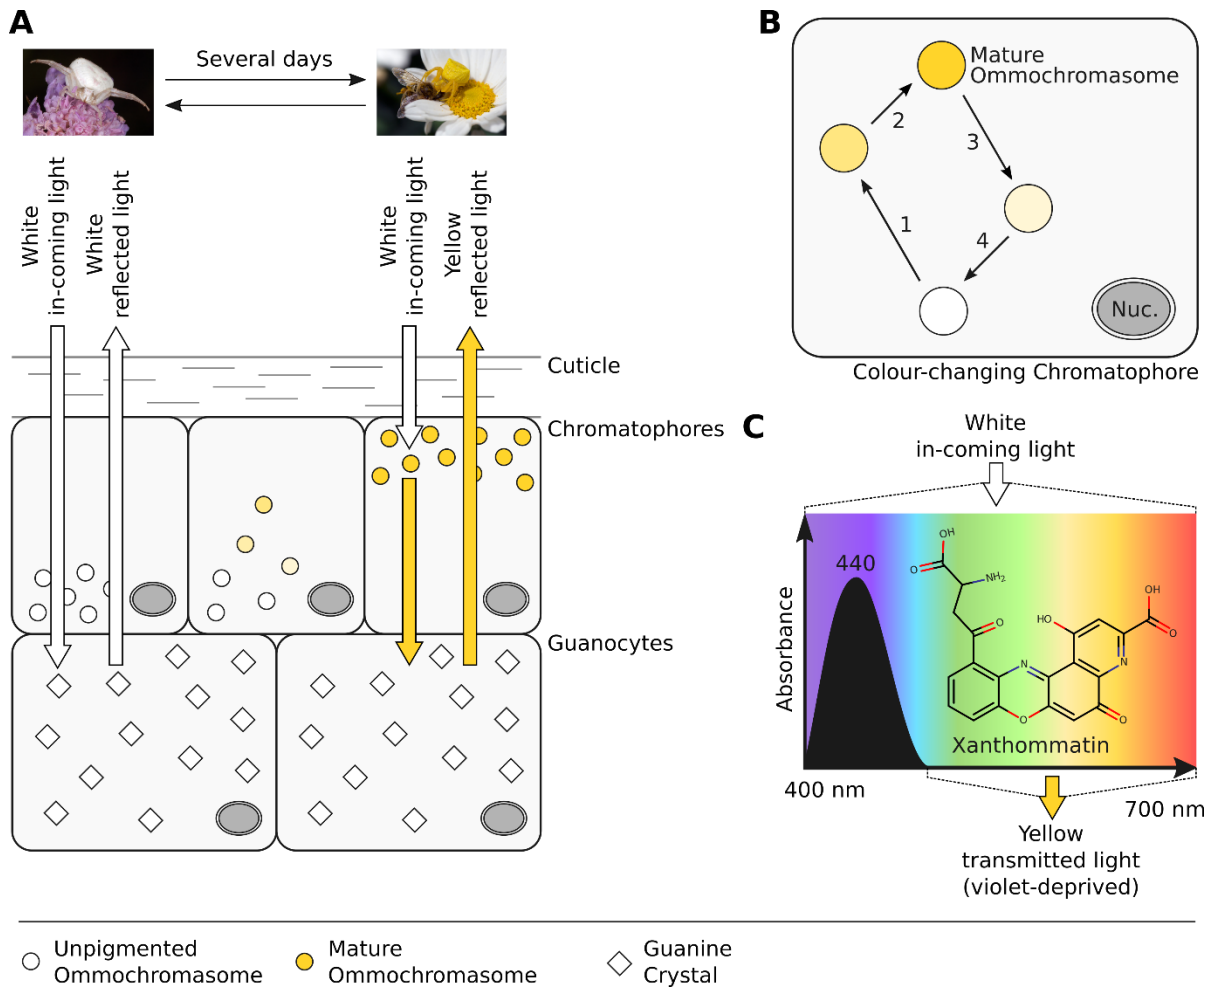 A
Several days
White
in-coming light
White
reflected light
White
in-coming light
Yellow
reflected light
Cuticle
Chromatophores
Guanocytes
B
Mature
Ommochromasome
1
2
3
4
Nuc.
Colour-changing Chromatophore
C
White
in-coming light
Absorbance
440
OH
O
NH₂
O
HO
OH
O
N
N
O
O
Xanthommatin
400 nm
700 nm
Yellow
transmitted light
(violet-deprived)
Unpigmented
Ommochromasome
Mature
Ommochromasome
Guanine
Crystal